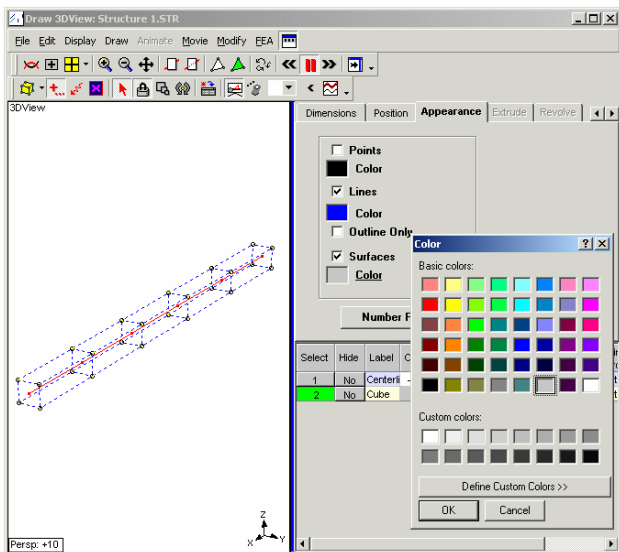 Draw 3DView: Structure 1.STR
File Edit Display Draw Animate Movie Modify FEA
3DView
Dimensions Position Appearance Extrude Revolve
Points
Color
Lines
Color
Outline Only
Surfaces
Color
Number F
Color
Basic colors:
Custom colors:
Define Custom Colors >>
OK Cancel
Select Hide Label
1 No Centerli
2 No Cube
Z
X Y
Persp: +10